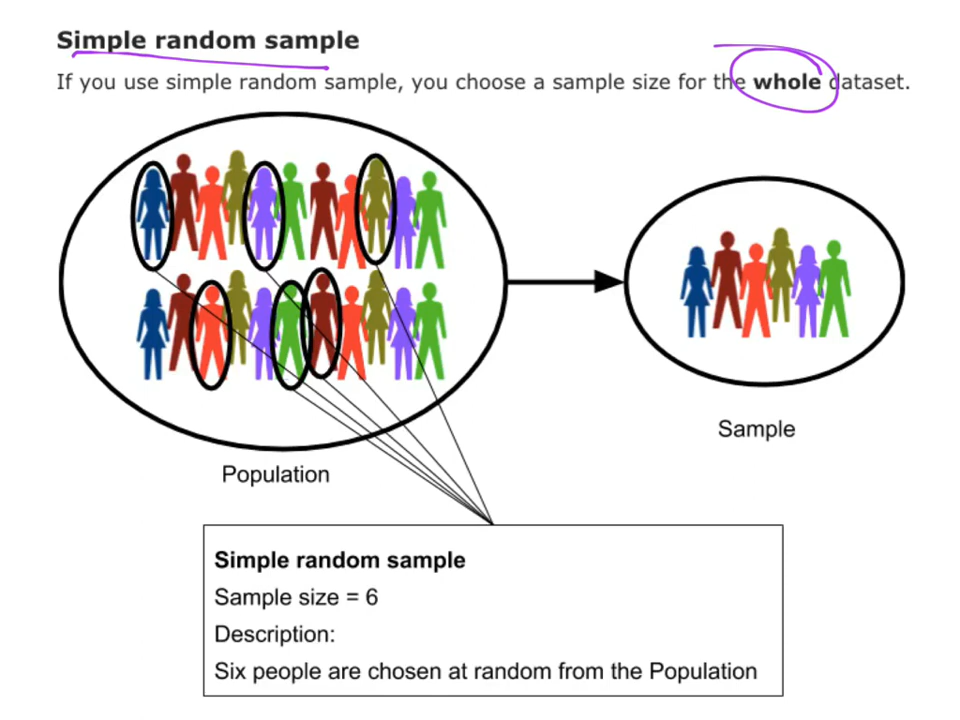 Simple random sample
If you use simple random sample, you choose a sample size for the whole dataset.
Population
Sample
Simple random sample
Sample size = 6
Description:
Six people are chosen at random from the Population